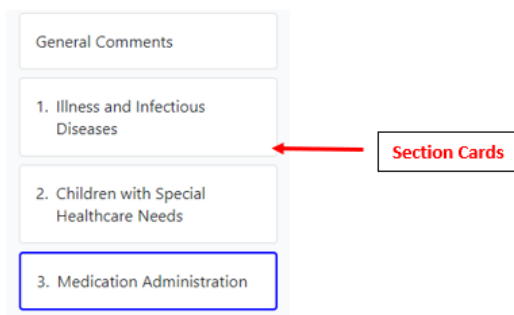 General Comments
1. Illness and Infectious
Diseases
Section Cards
2. Children with Special
Healthcare Needs
3. Medication Administration